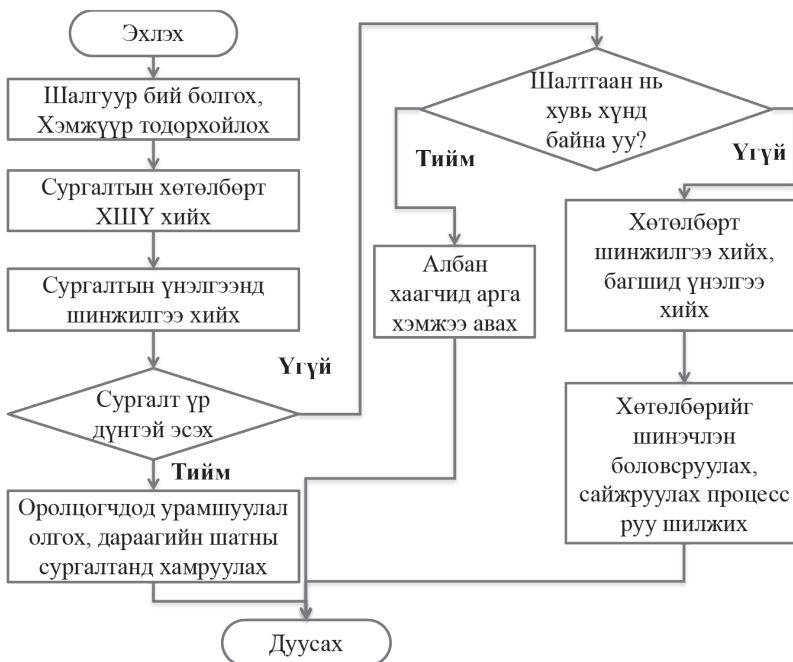 Эхлэх
Шалгуур бий болгох,
Хэмжүүр тодорхойлох
Сургалтын хөтөлбөрт
ХШҮ хийх
Сургалтын үнэлгээнд
шинжилгээ хийх
Сургалт үр
дүнтэй эсэх
Үгүй
Тийм
Оролцогчдод урамшуулал
олгох, дараагийн шатны
сургалтанд хамруулах
Шалтгаан нь
хувь хүнд
байна уу?
Тийм
Үгүй
Албан
хаагчид арга
хэмжээ авах
Хөтөлбөрт
шинжилгээ хийх,
багшид үнэлгээ
хийх
Хөтөлбөрийг
шинэчлэн
боловсруулах,
сайжруулах процесс
руу шилжих
Дуусах